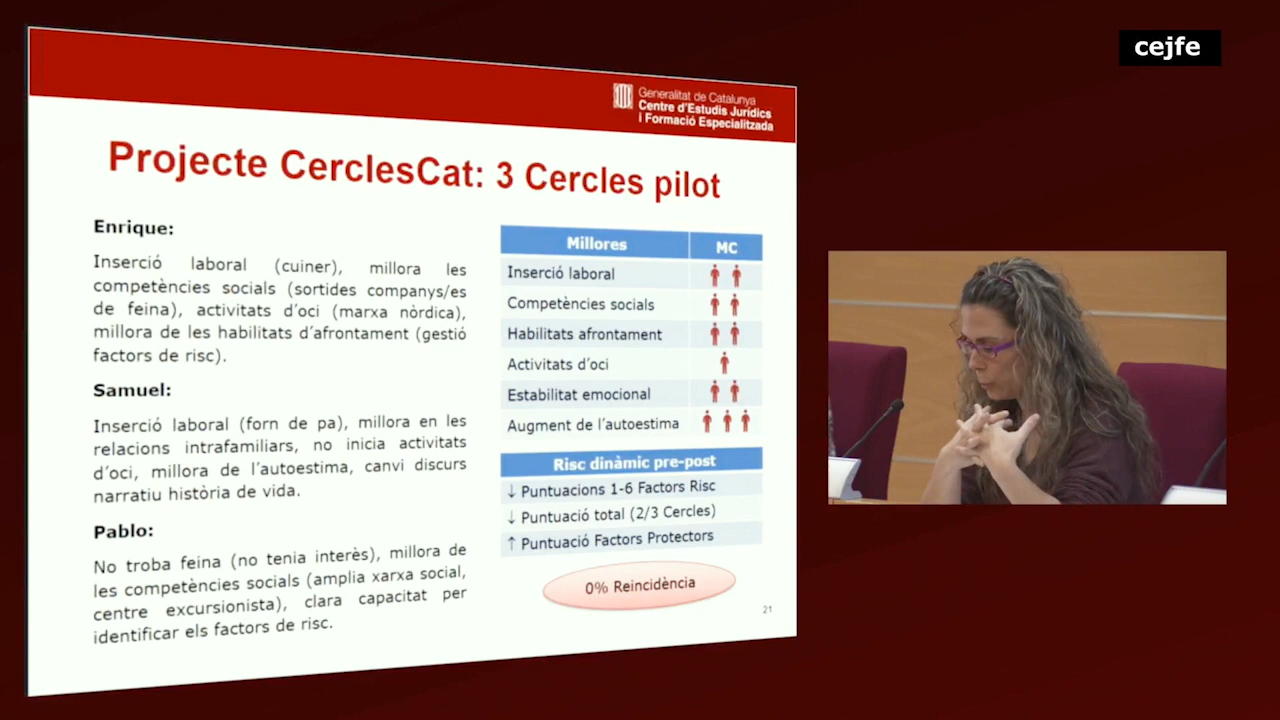 cejfe
Generalitat de Catalunya
Centre d'Estudis Jurídics
i Formació Especialitzada
Projecte CerclesCat: 3 Cercles pilot
Enrique:
Inserció laboral (cuiner), millora les
competències socials (sortides companys/es
de feina), activitats d'oci (marxa nòrdica),
millora de les habilitats d'afrontament (gestió
factors de risc).
Samuel:
Inserció laboral (forn de pa), millora en les
relacions intrafamiliars, no inicia activitats
d'oci, millora de l'autoestima, canvi discurs
narratiu història de vida.
Pablo:
No troba feina (no tenia interès), millora de
les competències socials (amplia xarxa social,
centre excursionista), clara capacitat per
identificar els factors de risc.
Millores MC
Inserció laboral
Competències socials
Habilitats afrontament
Activitats d'oci
Estabilitat emocional
Augment de l'autoestima
Risc dinàmic pre-post
↓ Puntuacions 1-6 Factors Risc
↓ Puntuació total (2/3 Cercles)
↑ Puntuació Factors Protectors
0% Reincidència
21